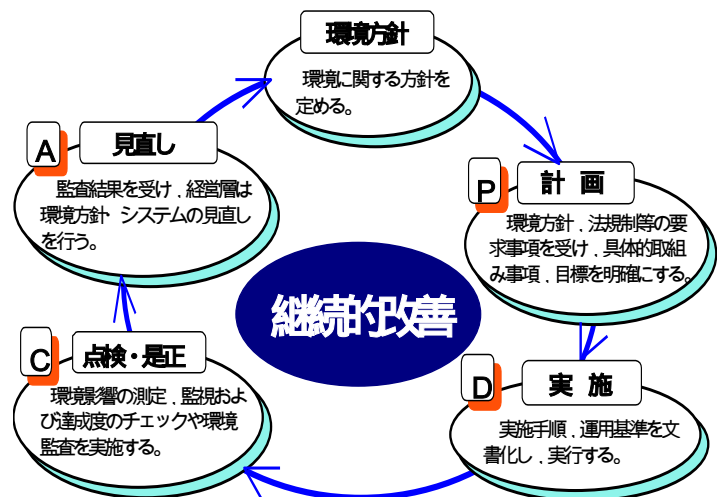 環境方針
環境に関する方針を
定める。
P
計 画
環境方針，法規制等の要
求事項を受け，具体的取組
み事項，目標を明確にする。
D
実 施
実施手順，運用基準を文
書化し，実行する。
C
点検・是正
環境影響の測定，監視およ
び達成度のチェックや環境
監査を実施する。
A
見直し
監査結果を受け，経営層は
環境方針 システムの見直し
を行う。
継続的改善